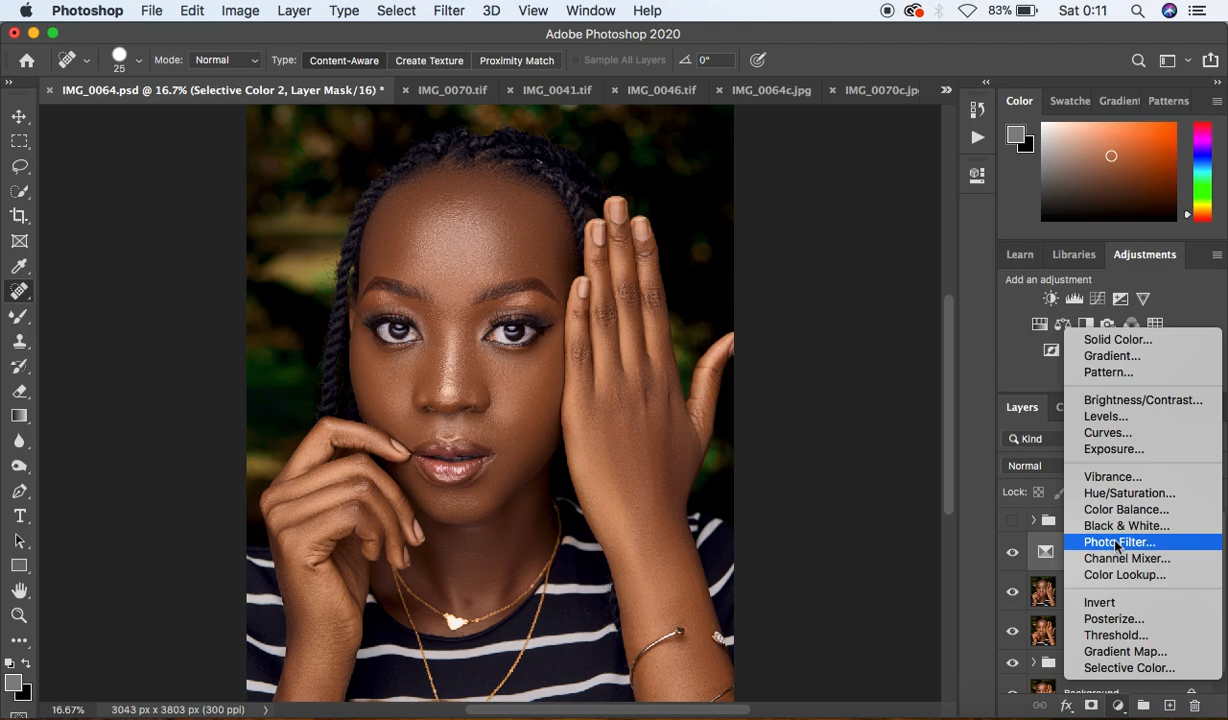 Photoshop File Edit Image Layer Type Select Filter 3D View Window Help 83% Sat 0:11
Adobe Photoshop 2020
25 Mode: Normal Type: Content-Aware Create Texture Proximity Match Sample All Layers 0°
IMG_0064.psd @ 16.7% (Selective Color 2, Layer Mask/16) * IMG_0070.tif IMG_0041.tif IMG_0046.tif IMG_0064c.jpg IMG_0070c.jp
Color Swatche Gradient Patterns
Learn Libraries Adjustments
Add an adjustment
Solid Color...
Gradient...
Pattern...
Brightness/Contrast...
Levels...
Curves...
Exposure...
Vibrance...
Hue/Saturation...
Color Balance...
Black & White...
Photo Filter...
Channel Mixer...
Color Lookup...
Invert
Posterize...
Threshold...
Gradient Map...
Selective Color...
Layers C
Kind
Normal
Lock:
Background
16.67% 3043 px x 3803 px (300 ppi)